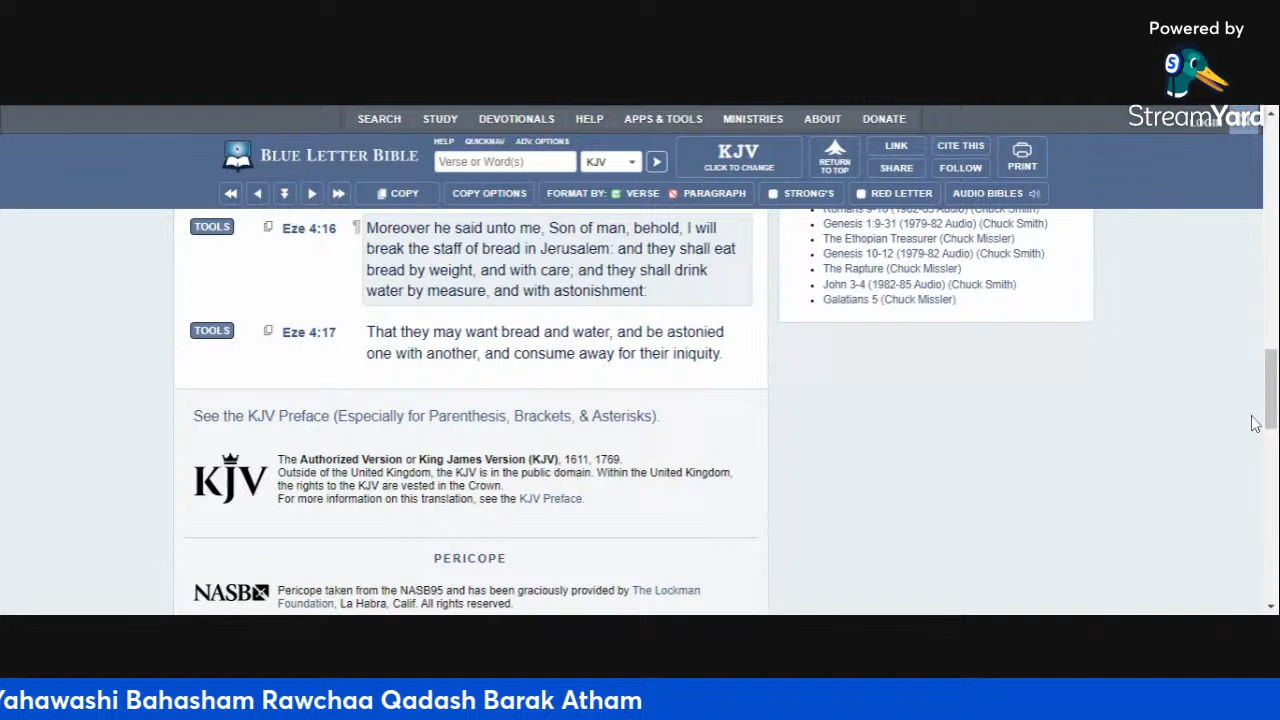 Powered by
S
StreamYard
SEARCH STUDY DEVOTIONALS HELP APPS & TOOLS MINISTRIES ABOUT DONATE
HELP QUICKNAV ADV. OPTIONS
BLUE LETTER BIBLE
Verse or Word(s) KJV
KJV
CLICK TO CHANGE
RETURN
TO TOP
LINK CITE THIS
SHARE FOLLOW
PRINT
COPY COPY OPTIONS FORMAT BY: VERSE PARAGRAPH STRONG'S RED LETTER AUDIO BIBLES
TOOLS Eze 4:16 ¶ Moreover he said unto me, Son of man, behold, I will
break the staff of bread in Jerusalem: and they shall eat
bread by weight, and with care; and they shall drink
water by measure, and with astonishment:
TOOLS Eze 4:17 That they may want bread and water, and be astonied
one with another, and consume away for their iniquity.
(1982-85 Audio) (Chuck Smith)
Genesis 1:9-31 (1979-82 Audio) (Chuck Smith)
The Ethopian Treasurer (Chuck Missler)
Genesis 10-12 (1979-82 Audio) (Chuck Smith)
The Rapture (Chuck Missler)
John 3-4 (1982-85 Audio) (Chuck Smith)
Galatians 5 (Chuck Missler)
See the KJV Preface (Especially for Parenthesis, Brackets, & Asterisks).
KJV
The Authorized Version or King James Version (KJV), 1611, 1769.
Outside of the United Kingdom, the KJV is in the public domain. Within the United Kingdom,
the rights to the KJV are vested in the Crown.
For more information on this translation, see the KJV Preface.
PERICOPE
NASB
Pericope taken from the NASB95 and has been graciously provided by The Lockman
Foundation, La Habra, Calif. All rights reserved.
Yahawashi Bahasham Rawchaa Qadash Barak Atham